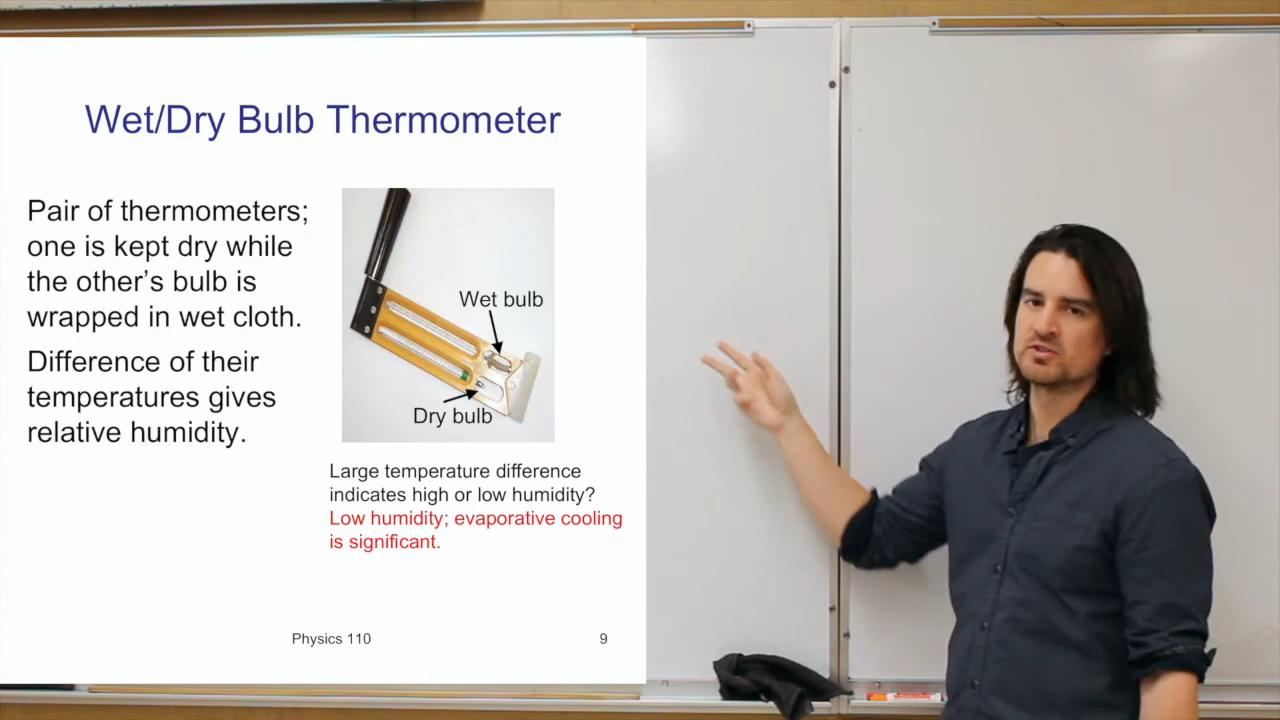 Wet/Dry Bulb Thermometer
Pair of thermometers;
one is kept dry while
the other’s bulb is
wrapped in wet cloth.
Difference of their
temperatures gives
relative humidity.
Wet bulb
Dry bulb
Large temperature difference
indicates high or low humidity?
Low humidity; evaporative cooling
is significant.
Physics 110
9